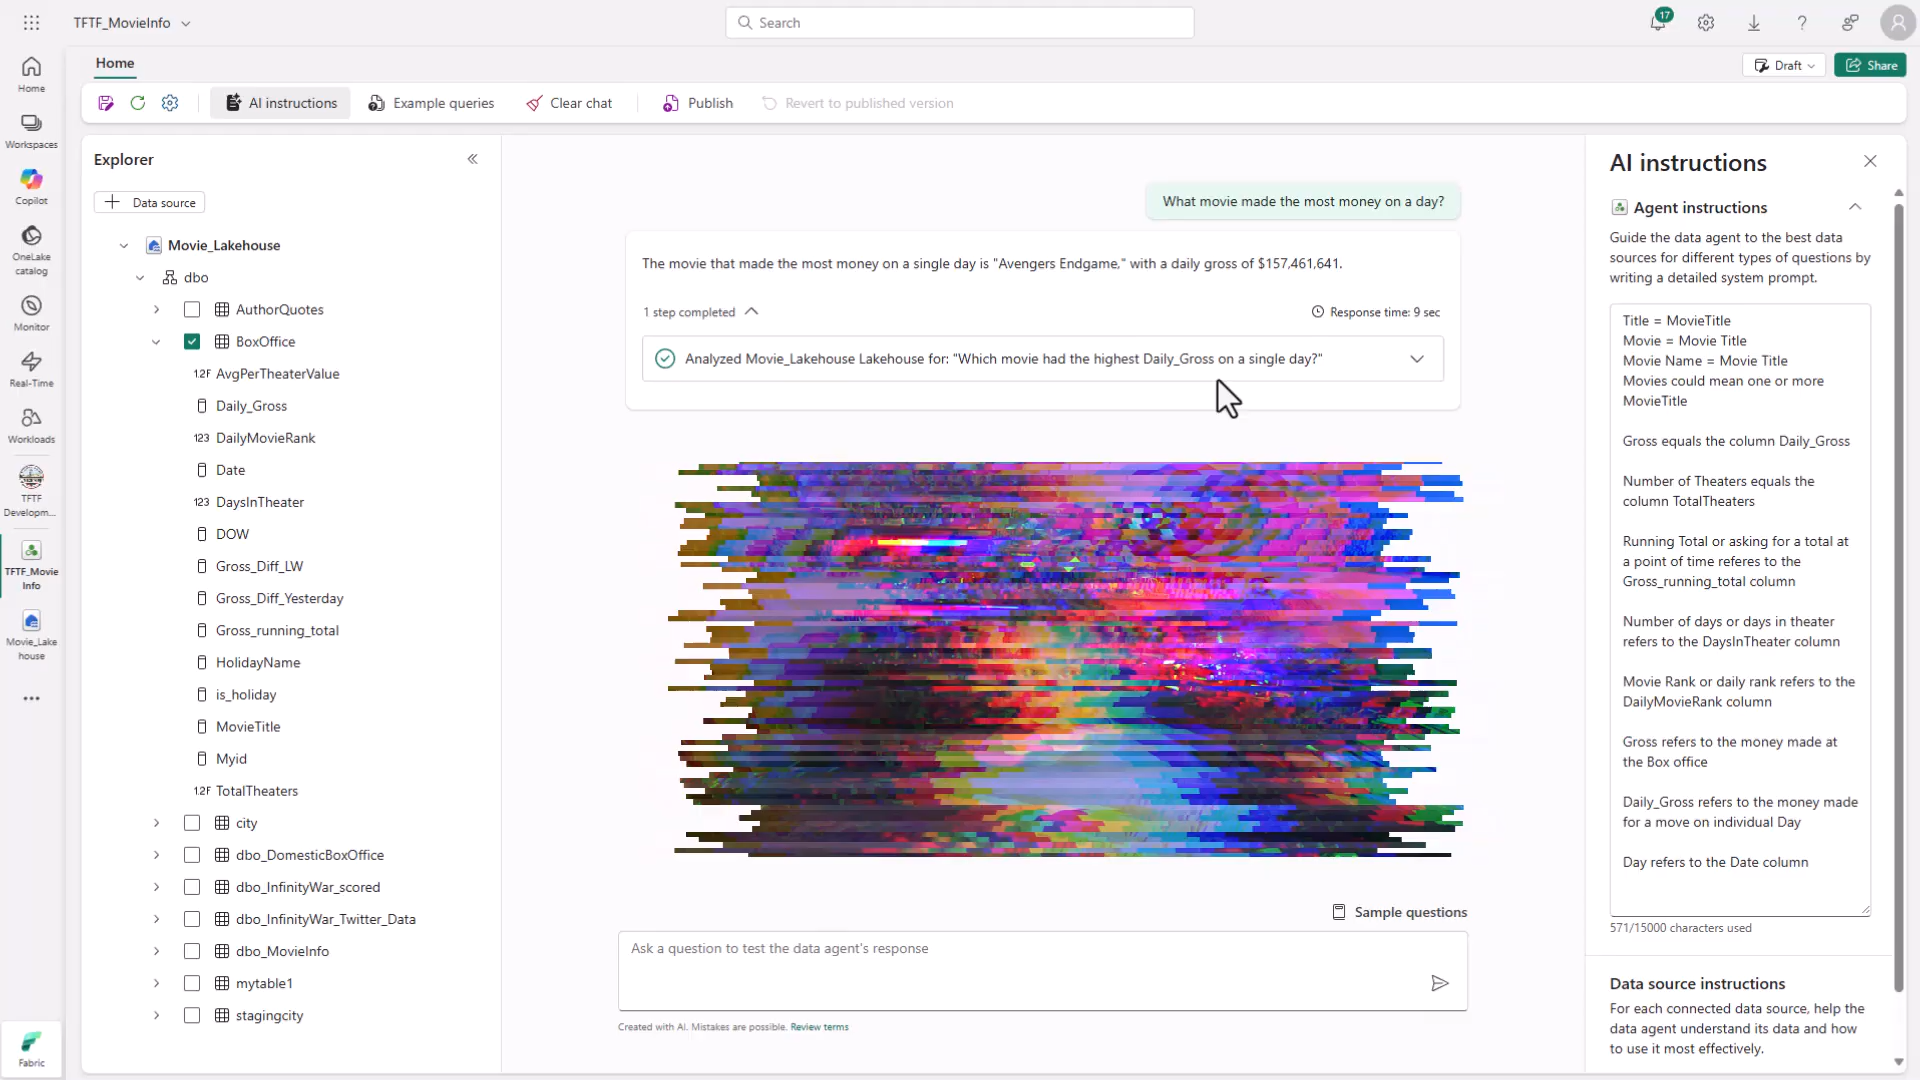 TFTF_MovieInfo
Search
17
Home
Draft
Share
AI instructions
Example queries
Clear chat
Publish
Revert to published version
Home
Workspaces
Copilot
OneLake
catalog
Monitor
Real-Time
Workloads
TFTF
Developm...
TFTF_Movie
Info
Movie_Lake
house
Fabric
Explorer
Data source
Movie_Lakehouse
dbo
AuthorQuotes
BoxOffice
1.2F AvgPerTheaterValue
Daily_Gross
123 DailyMovieRank
Date
123 DaysInTheater
DOW
Gross_Diff_LW
Gross_Diff_Yesterday
Gross_running_total
HolidayName
is_holiday
MovieTitle
Myid
1.2F TotalTheaters
city
dbo_DomesticBoxOffice
dbo_InfinityWar_scored
dbo_InfinityWar_Twitter_Data
dbo_MovieInfo
mytable1
stagingcity
What movie made the most money on a day?
The movie that made the most money on a single day is "Avengers Endgame," with a daily gross of $157,461,641.
1 step completed
Response time: 9 sec
Analyzed Movie_Lakehouse Lakehouse for: "Which movie had the highest Daily_Gross on a single day?"
Sample questions
Ask a question to test the data agent's response
Created with AI. Mistakes are possible. Review terms
AI instructions
Agent instructions
Guide the data agent to the best data
sources for different types of questions by
writing a detailed system prompt.
Title = MovieTitle
Movie = Movie Title
Movie Name = Movie Title
Movies could mean one or more
MovieTitle
Gross equals the column Daily_Gross
Number of Theaters equals the
column TotalTheaters
Running Total or asking for a total at
a point of time referes to the
Gross_running_total column
Number of days or days in theater
refers to the DaysInTheater column
Movie Rank or daily rank refers to the
DailyMovieRank column
Gross refers to the money made at
the Box office
Daily_Gross refers to the money made
for a move on individual Day
Day refers to the Date column
571/15000 characters used
Data source instructions
For each connected data source, help the
data agent understand its data and how
to use it most effectively.